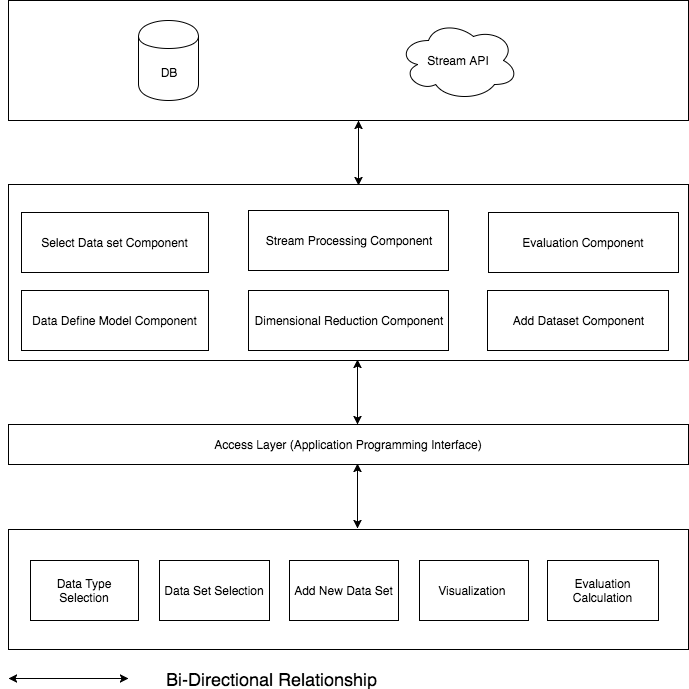 DB
Stream API
Select Data set Component
Stream Processing Component
Evaluation Component
Data Define Model Component
Dimensional Reduction Component
Add Dataset Component
Access Layer (Application Programming Interface)
Data Type
Selection
Data Set Selection
Add New Data Set
Visualization
Evaluation
Calculation
Bi-Directional Relationship